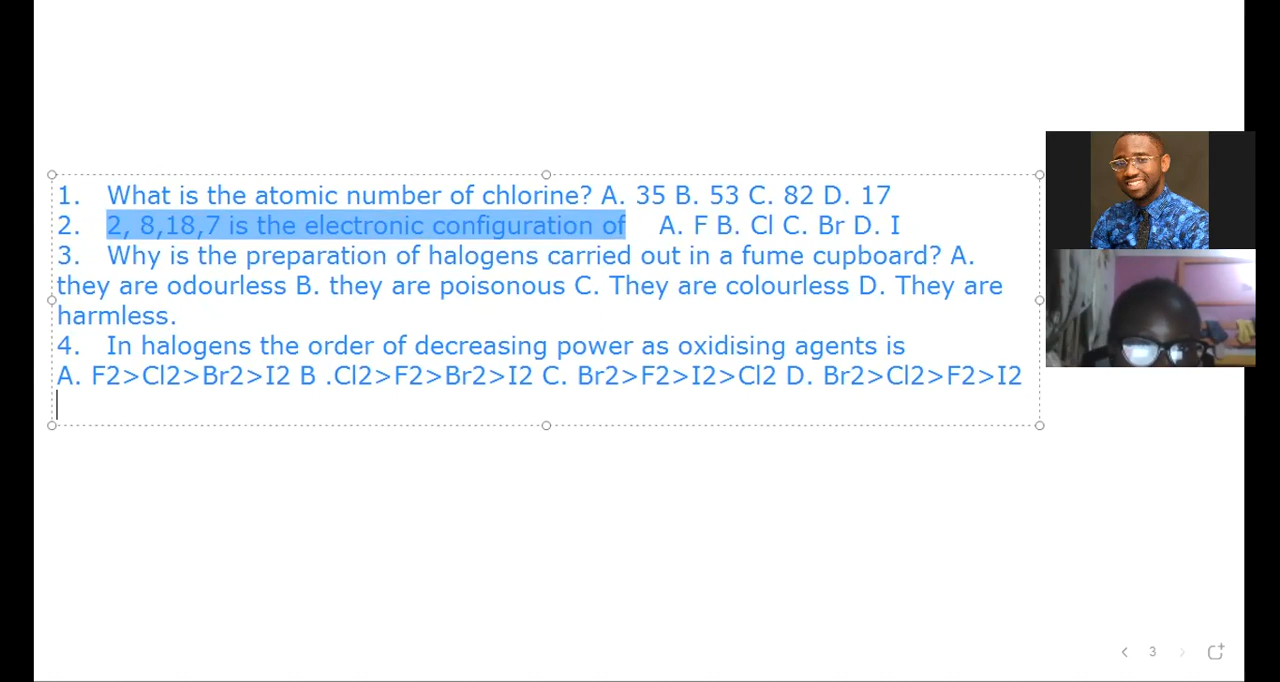 1. What is the atomic number of chlorine? A. 35 B. 53 C. 82 D. 17
2. 2, 8,18,7 is the electronic configuration of A. F B. Cl C. Br D. I
3. Why is the preparation of halogens carried out in a fume cupboard? A.
they are odourless B. they are poisonous C. They are colourless D. They are
harmless.
4. In halogens the order of decreasing power as oxidising agents is
A. F2>Cl2>Br2>I2 B .Cl2>F2>Br2>I2 C. Br2>F2>I2>Cl2 D. Br2>Cl2>F2>I2
3